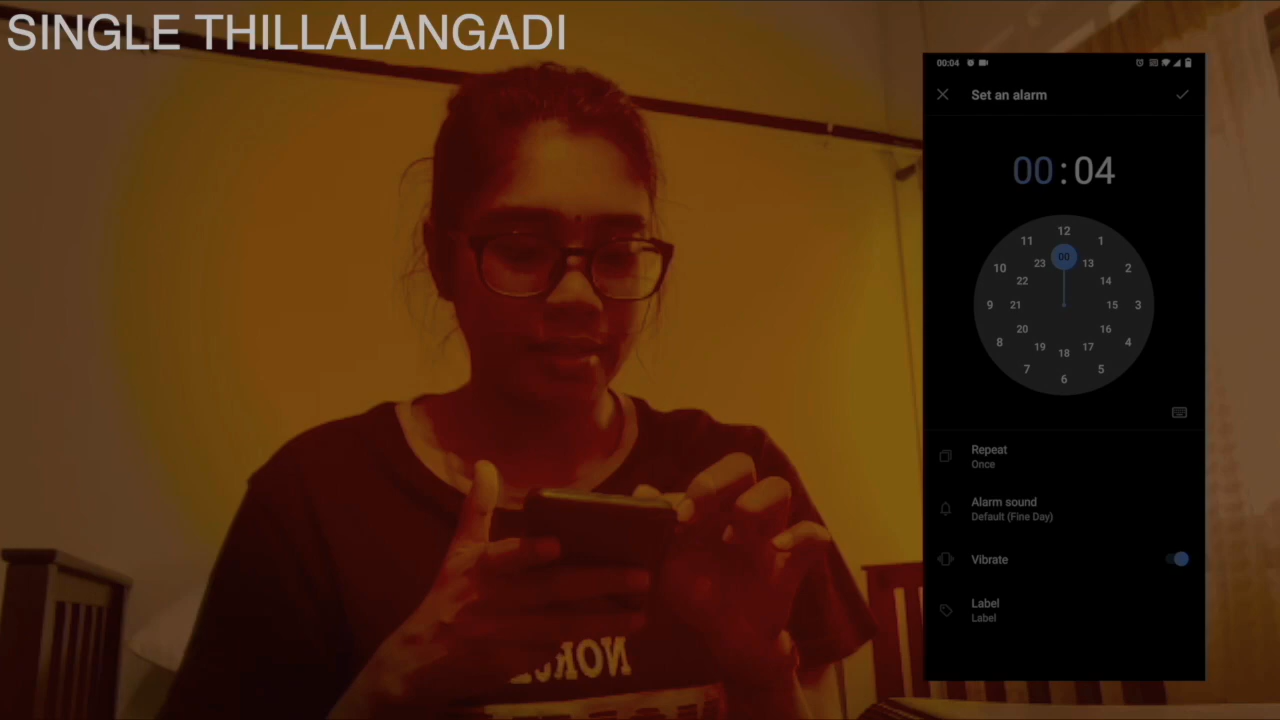 SINGLE THILLALANGADI
00:04
Set an alarm
00:04
12
11
1
00
23
13
10
2
22
14
9
21
15
3
20
16
8
4
19
17
18
7
5
6
Repeat
Once
Alarm sound
Default (Fine Day)
Vibrate
Label
Label